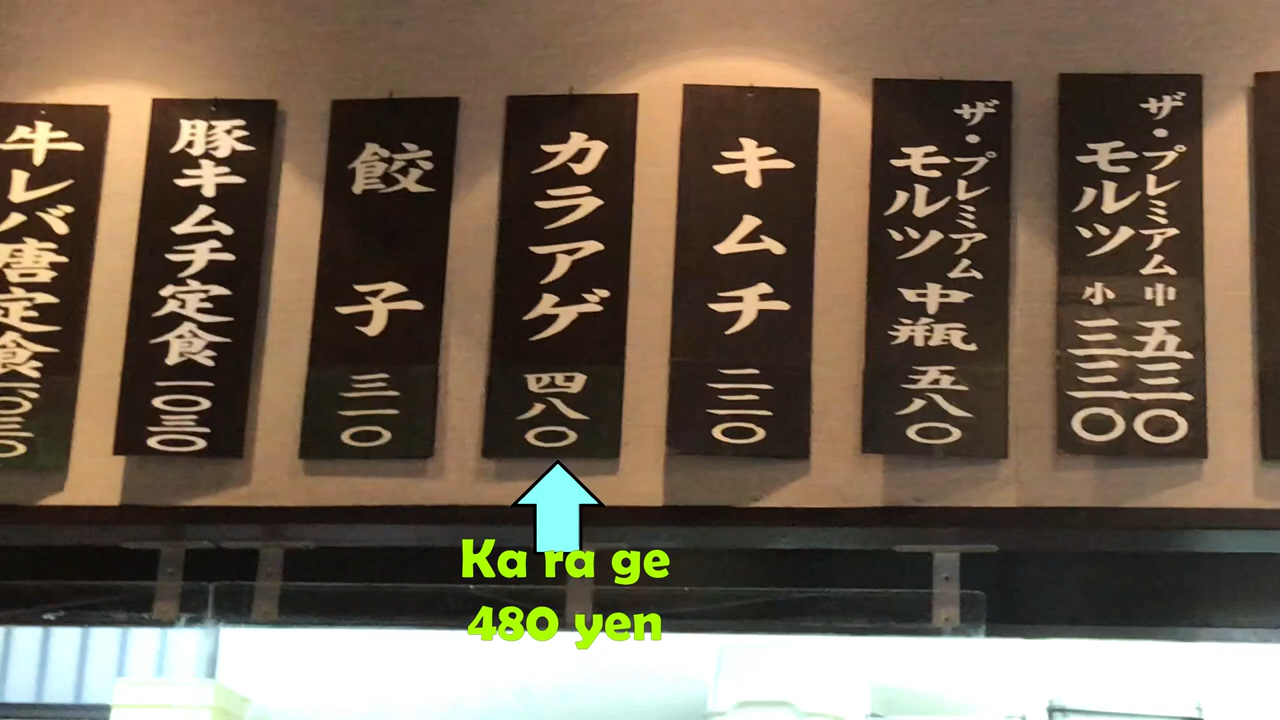 牛レバ唐定食
一〇三〇
豚キムチ定食
一〇三〇
餃子
三一〇
カラアゲ
四八〇
キムチ
二二〇
ザ・プレミアム
モルツ
中瓶
五八〇
ザ・プレミアム
モルツ
中 五三〇
小 三三〇
Ka ra ge
480 yen